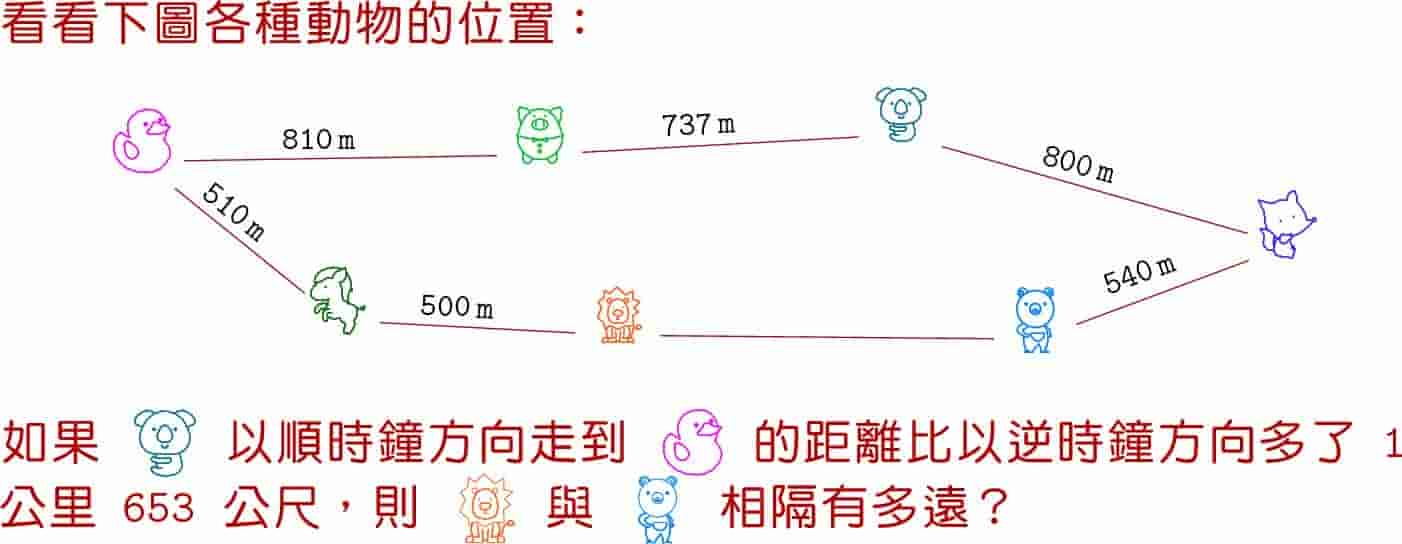 看看下圖各種動物的位置：
810 m
737 m
800 m
510 m
500 m
540 m
如果 以順時鐘方向走到 的距離比以逆時鐘方向多了 1
公里 653 公尺，則 與 相隔有多遠？